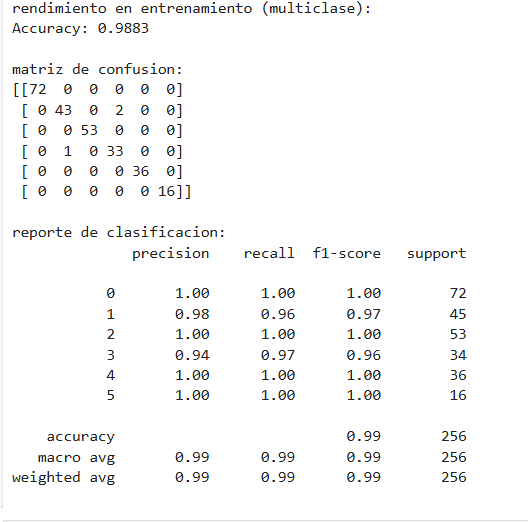 rendimiento en entrenamiento (multiclase):
Accuracy: 0.9883
matriz de confusion:
[[72  0  0  0  0  0]
 [ 0 43  0  2  0  0]
 [ 0  0 53  0  0  0]
 [ 0  1  0 33  0  0]
 [ 0  0  0  0 36  0]
 [ 0  0  0  0  0 16]]
reporte de clasificacion:
              precision    recall  f1-score   support
           0       1.00      1.00      1.00        72
           1       0.98      0.96      0.97        45
           2       1.00      1.00      1.00        53
           3       0.94      0.97      0.96        34
           4       1.00      1.00      1.00        36
           5       1.00      1.00      1.00        16
    accuracy                           0.99       256
   macro avg       0.99      0.99      0.99       256
weighted avg       0.99      0.99      0.99       256